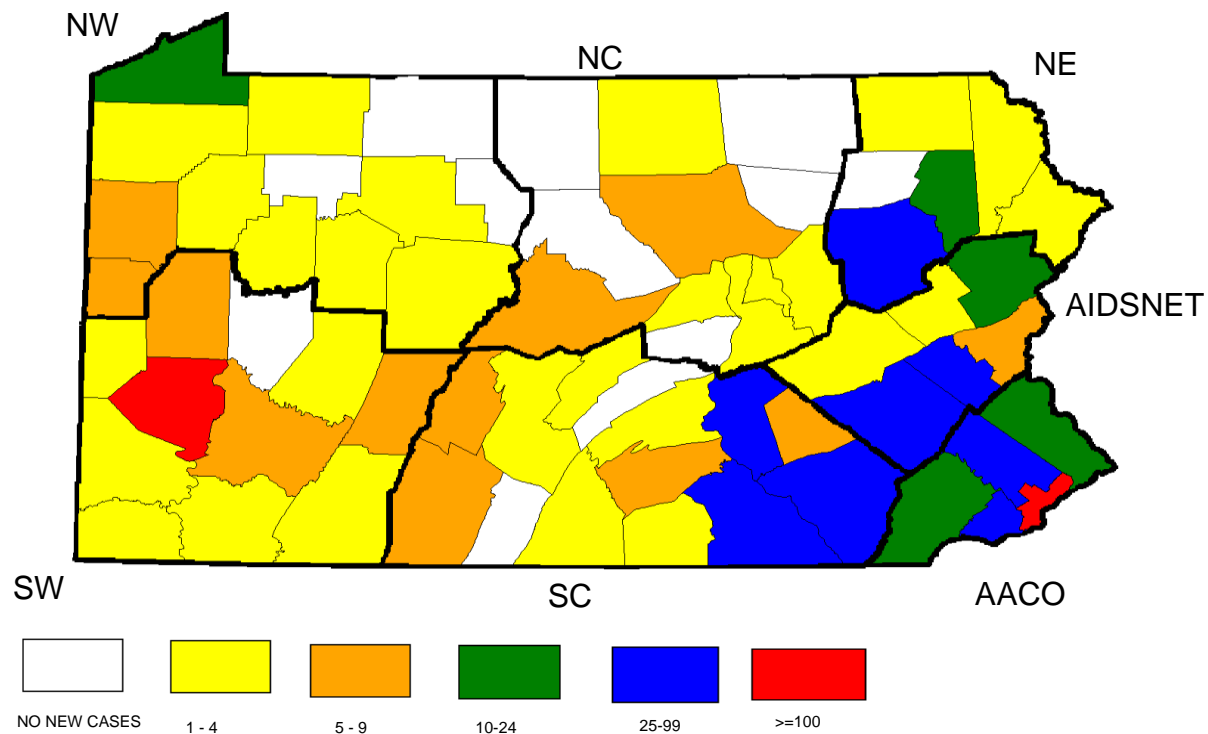 NW
NC
NE
AIDSNET
SW
SC
AACO
NO NEW CASES
1 - 4
5 - 9
10-24
25-99
>=100